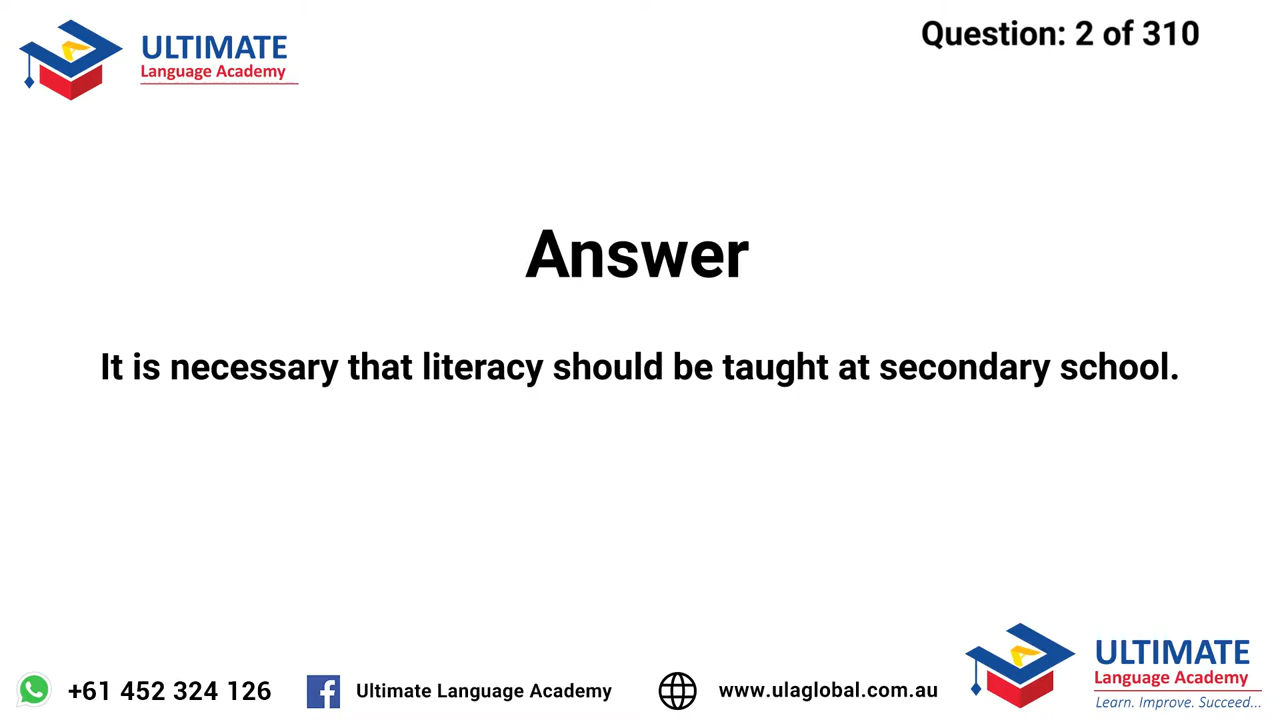 ULTIMATE
Language Academy
Question: 2 of 310
Answer
It is necessary that literacy should be taught at secondary school.
+61 452 324 126
Ultimate Language Academy
www.ulaglobal.com.au
ULTIMATE
Language Academy
Learn. Improve. Succeed...